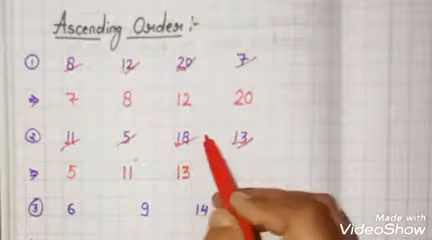 Ascending Order :-
① 8 12 20 7
⇒ 7 8 12 20
② 11 5 18 13
⇒ 5 11 13
③ 6 9 14
Made with
VideoShow